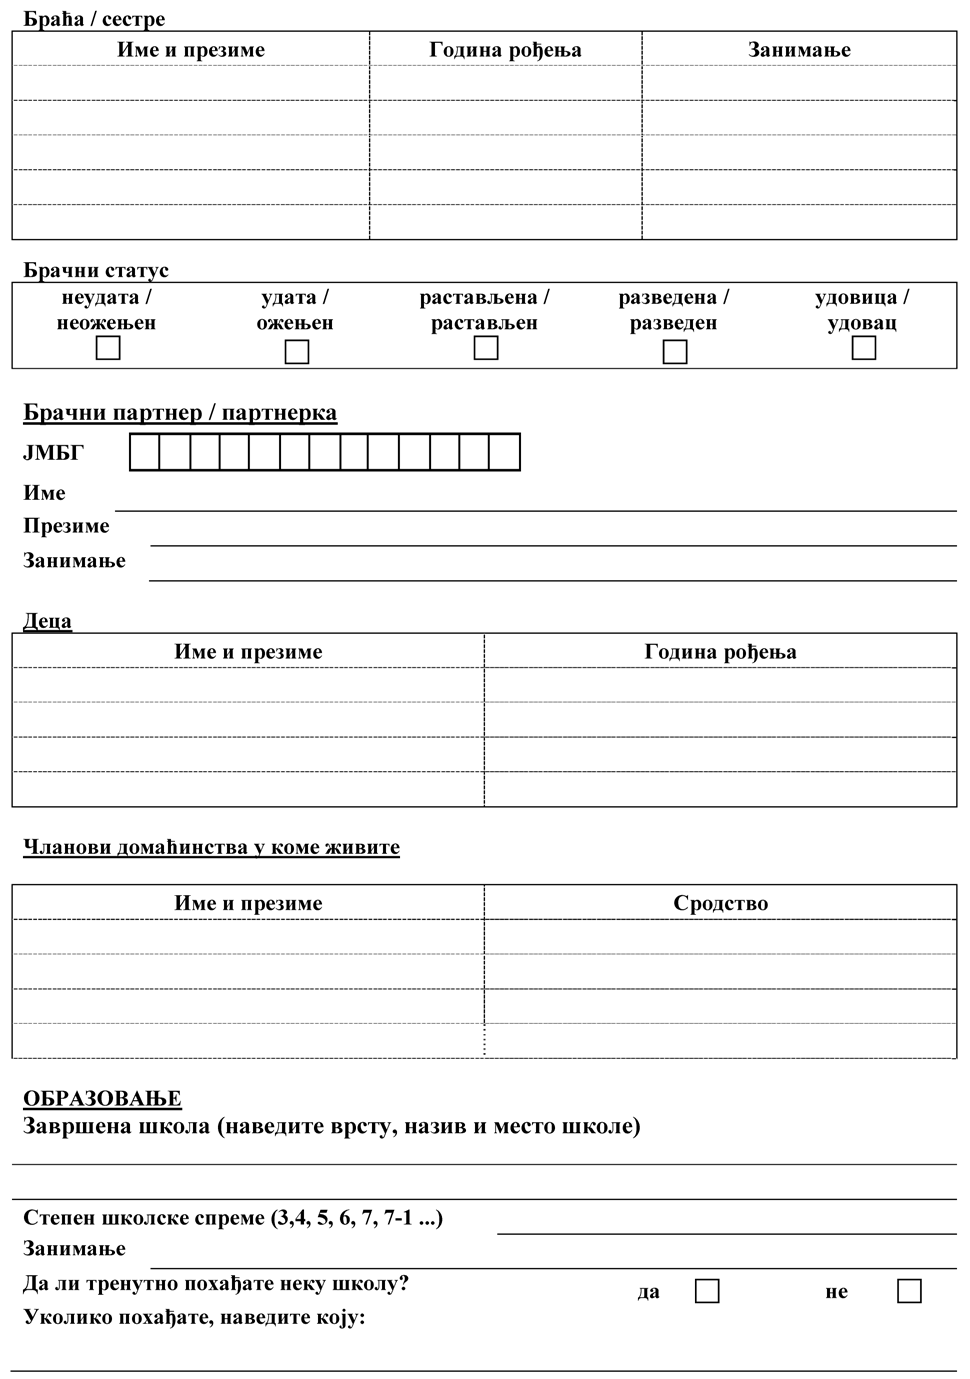 Браћа / сестре
Име и презиме Година рођења Занимање
Брачни статус
неудата / удата / растављена / разведена / удовица /
неожењен ожењен растављен разведен удовац
Брачни партнер / партнерка
ЈМБГ
Име
Презиме
Занимање
Деца
Име и презиме Година рођења
Чланови домаћинства у коме живите
Име и презиме Сродство
ОБРАЗОВАЊЕ
Завршена школа (наведите врсту, назив и место школе)
Степен школске спреме (3,4, 5, 6, 7, 7-1 ...)
Занимање
Да ли тренутно похађате неку школу? да не
Уколико похађате, наведите коју: